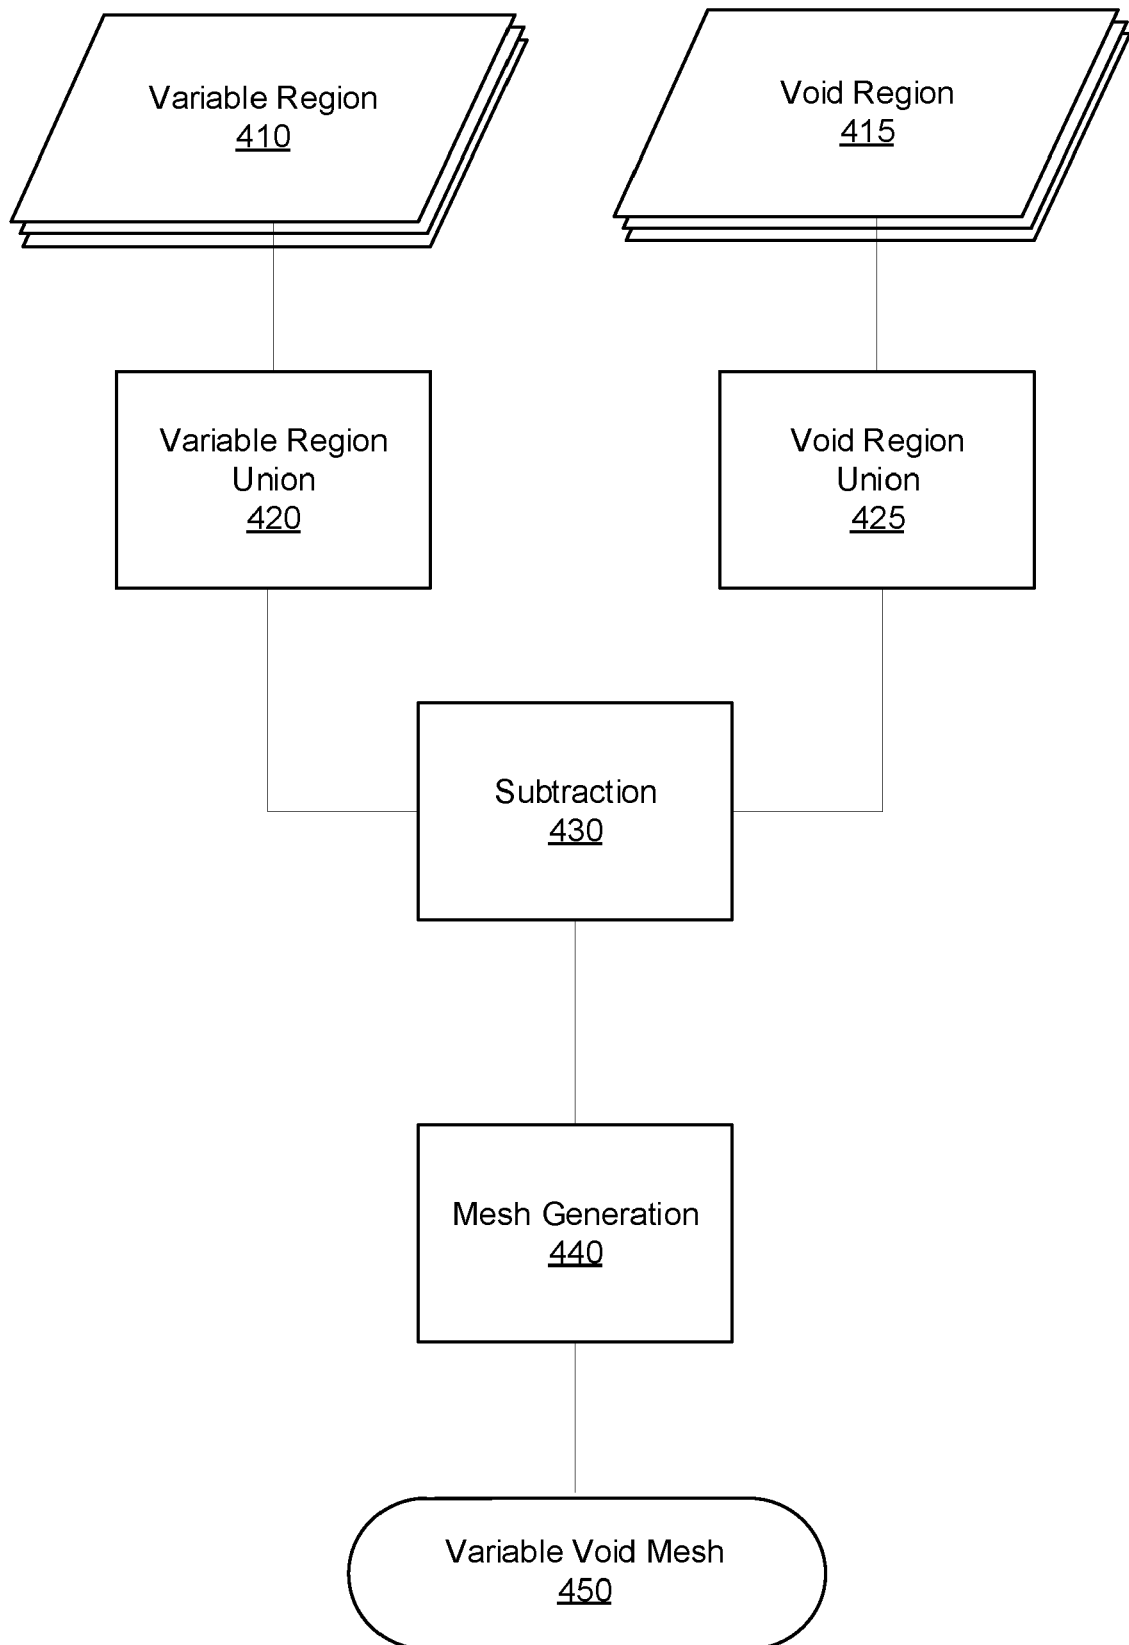 Variable Region
410
Void Region
415
Variable Region
Union
420
Void Region
Union
425
Subtraction
430
Mesh Generation
440
Variable Void Mesh
450